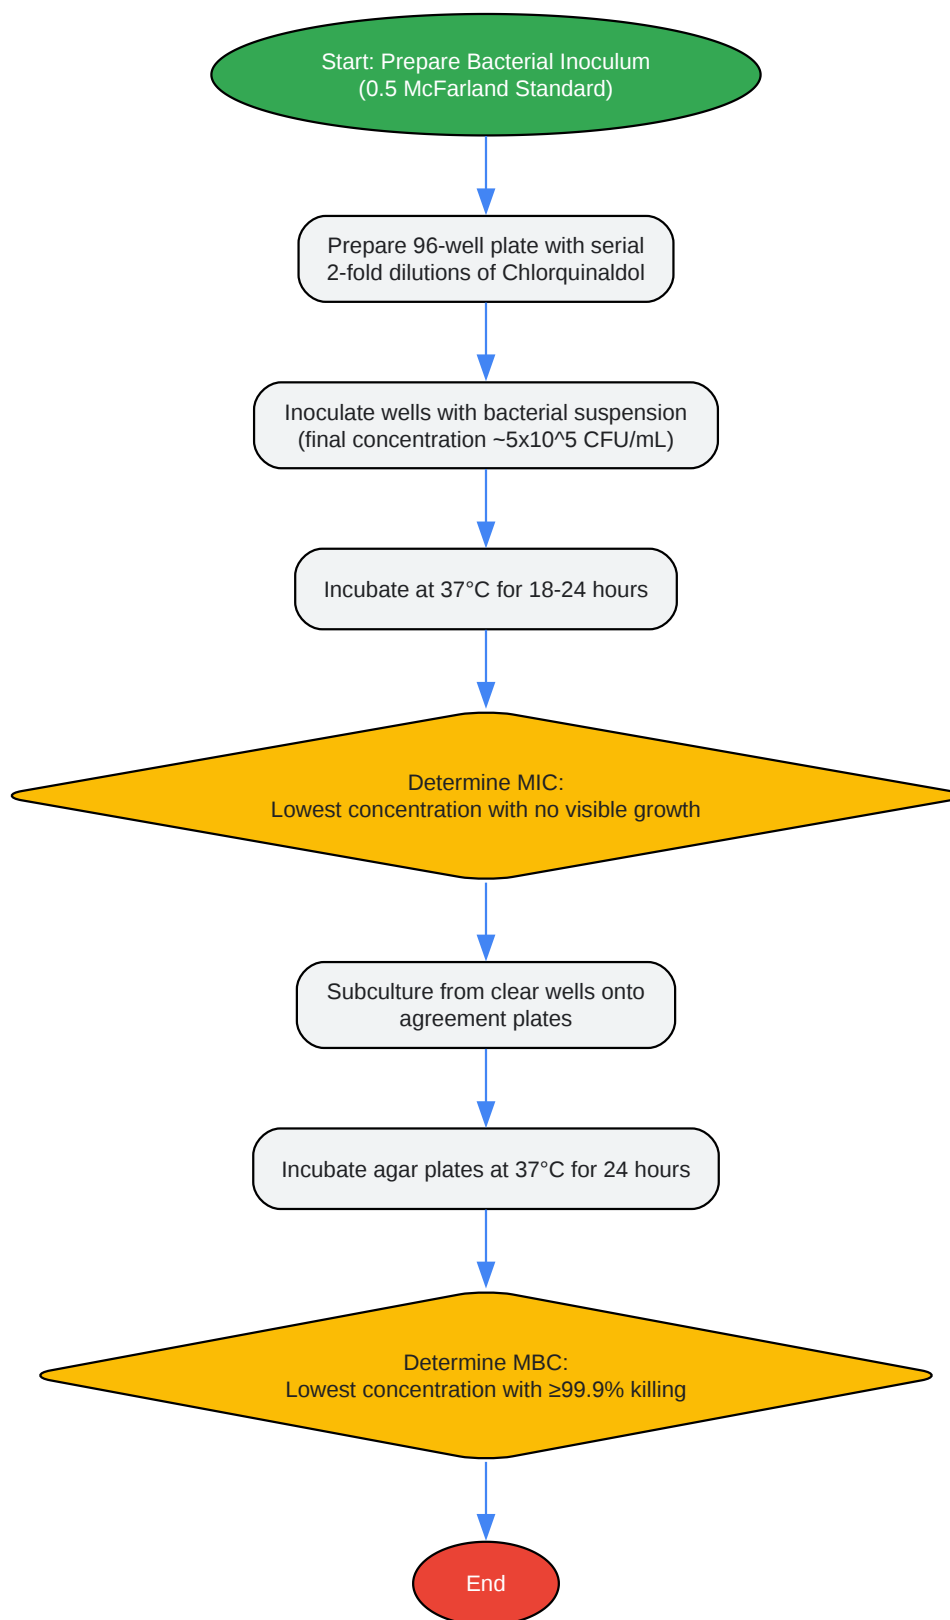 Start: Prepare Bacterial Inoculum
(0.5 McFarland Standard)
Prepare 96-well plate with serial
2-fold dilutions of Chlorquinaldol
Inoculate wells with bacterial suspension
(final concentration ~5x10^5 CFU/mL)
Incubate at 37°C for 18-24 hours
Determine MIC:
Lowest concentration with no visible growth
Subculture from clear wells onto
agreement plates
Incubate agar plates at 37°C for 24 hours
Determine MBC:
Lowest concentration with ≥99.9% killing
End